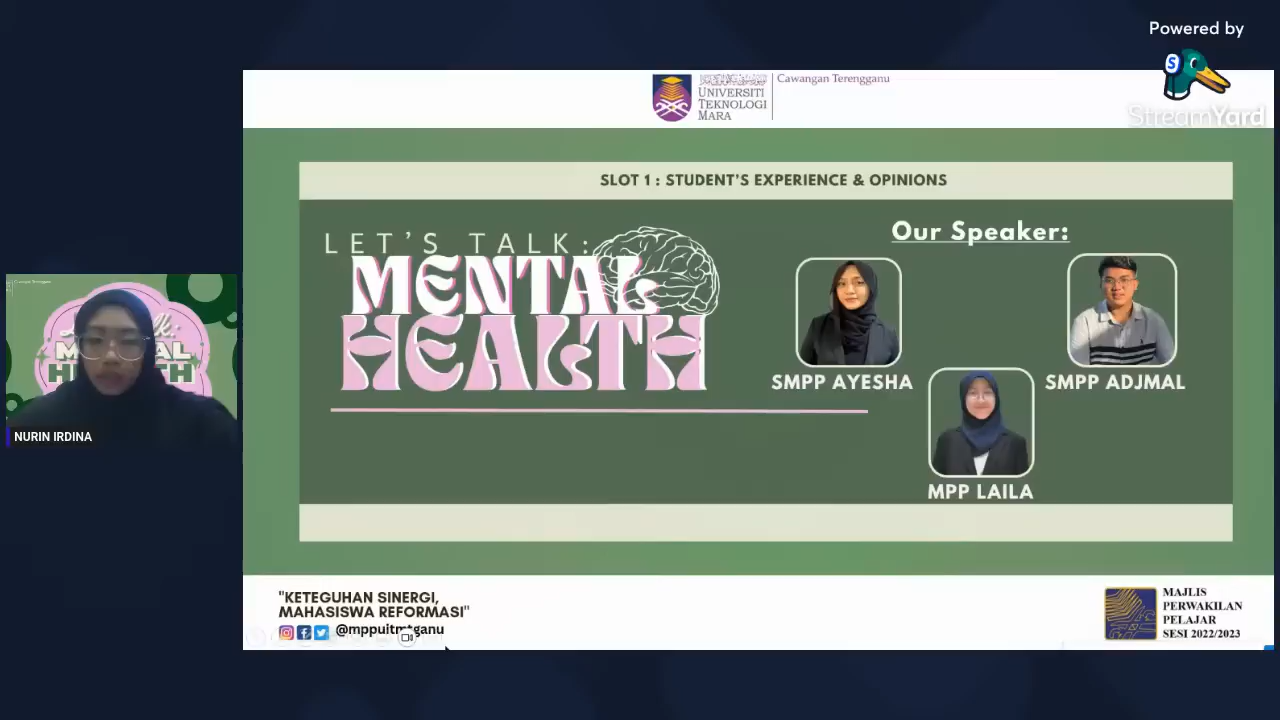 Powered by
StreamYard
UNIVERSITI
TEKNOLOGI
MARA
Cawangan Terengganu
SLOT 1 : STUDENT'S EXPERIENCE & OPINIONS
LET'S TALK:
MENTAL
HEALTH
Our Speaker:
SMPP AYESHA
SMPP ADJMAL
MPP LAILA
NURIN IRDINA
"KETEGUHAN SINERGI,
MAHASISWA REFORMASI"
MAJLIS
PERWAKILAN
PELAJAR
SESI 2022/2023